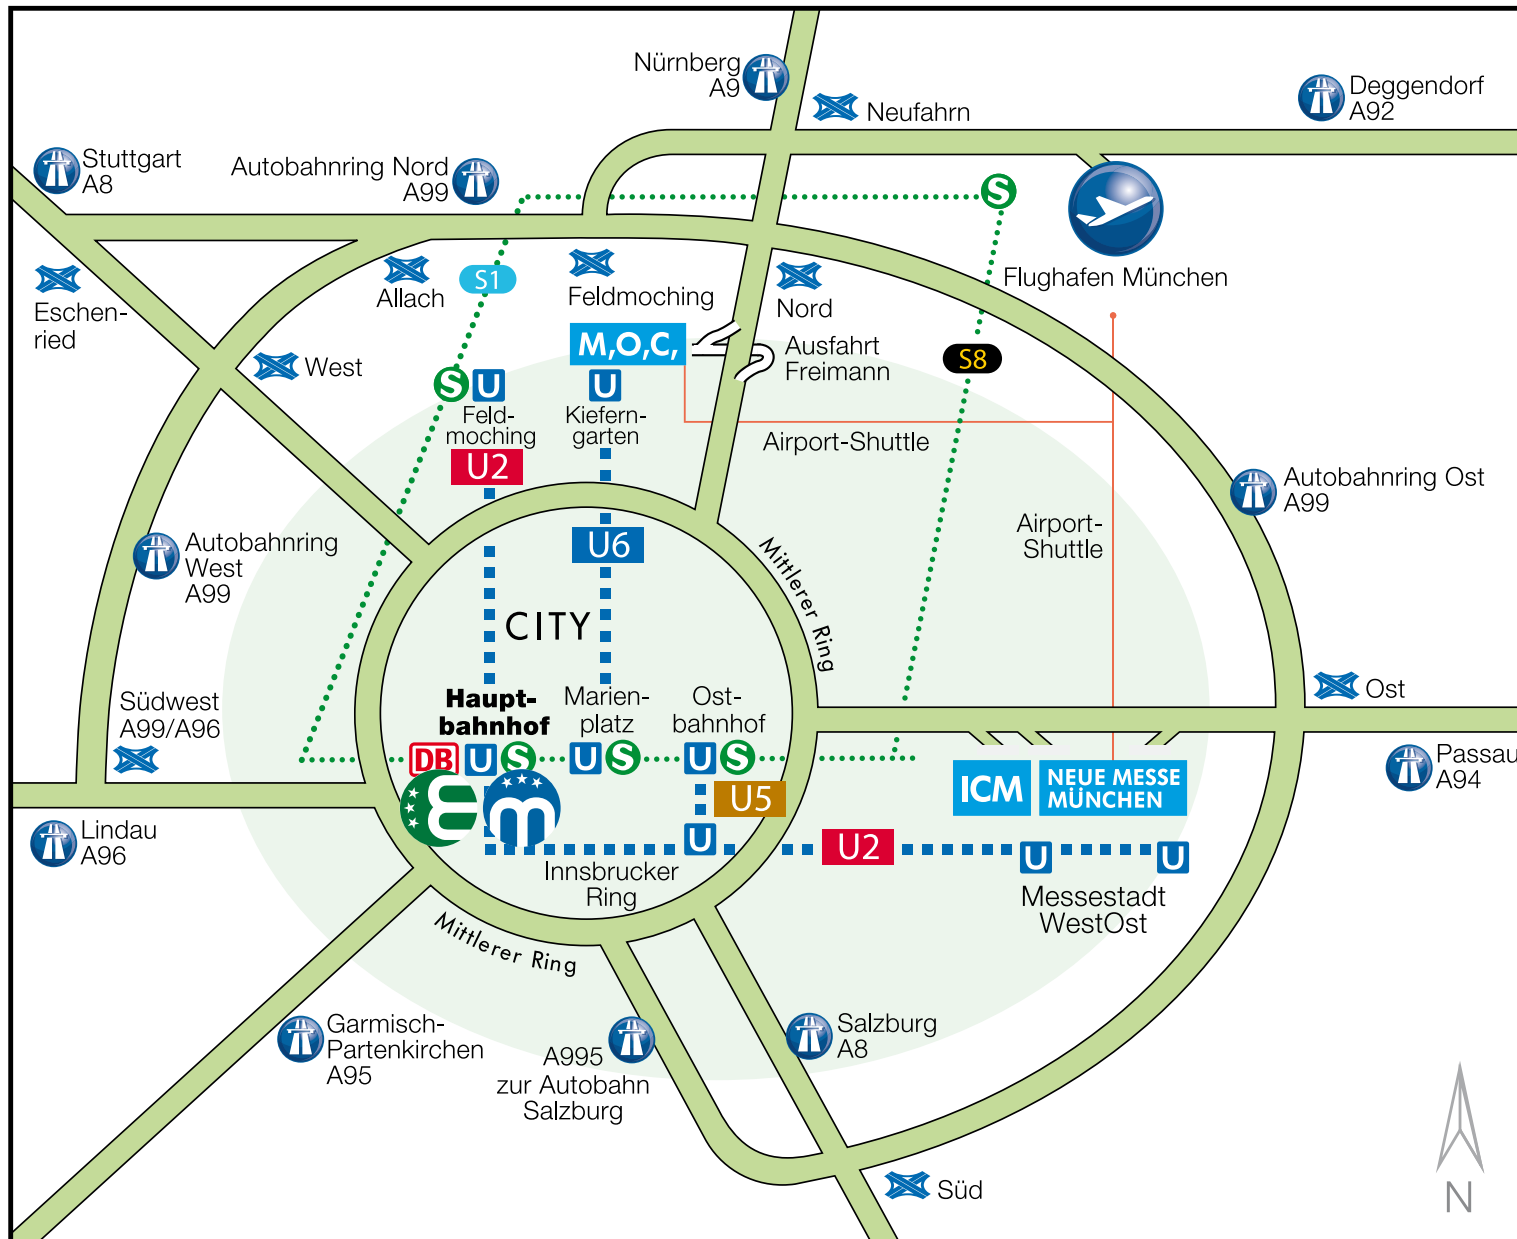 Nürnberg
A9
Neufahrn
Deggendorf
A92
Stuttgart
A8
Autobahnring Nord
A99
S
Flughafen München
Eschen-
ried
Allach
S1
Feldmoching
Nord
M,O,C,
Ausfahrt
Freimann
S8
West
S U
Feld-
moching
U2
U
Kiefern-
garten
Airport-Shuttle
Autobahnring Ost
A99
Airport-
Shuttle
Autobahnring
West
A99
U6
Mittlerer Ring
CITY
Südwest
A99/A96
Haupt-
bahnhof
DB U S
Marien-
platz
U S
Ost-
bahnhof
U S
Ost
Passau
A94
ICM
NEUE MESSE
MÜNCHEN
m m
U5
Lindau
A96
U
U2
U
U
Innsbrucker
Ring
Messestadt
WestOst
Mittlerer Ring
Garmisch-
Partenkirchen
A95
A995
zur Autobahn
Salzburg
Salzburg
A8
Süd
N